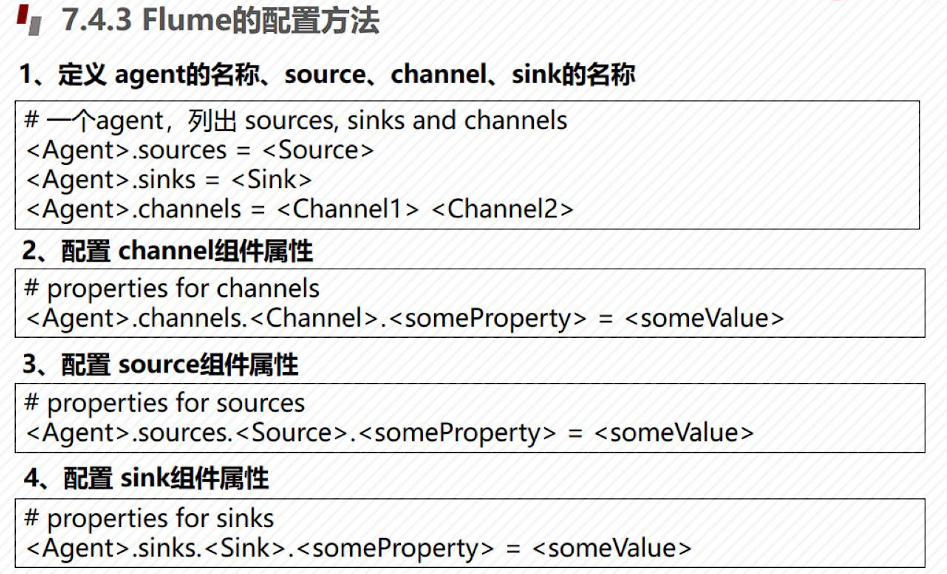 7.4.3 Flume的配置方法
1、定义 agent的名称、source、channel、sink的名称
# 一个agent，列出 sources, sinks and channels
<Agent>.sources = <Source>
<Agent>.sinks = <Sink>
<Agent>.channels = <Channel1> <Channel2>
2、配置 channel组件属性
# properties for channels
<Agent>.channels.<Channel>.<someProperty> = <someValue>
3、配置 source组件属性
# properties for sources
<Agent>.sources.<Source>.<someProperty> = <someValue>
4、配置 sink组件属性
# properties for sinks
<Agent>.sinks.<Sink>.<someProperty> = <someValue>